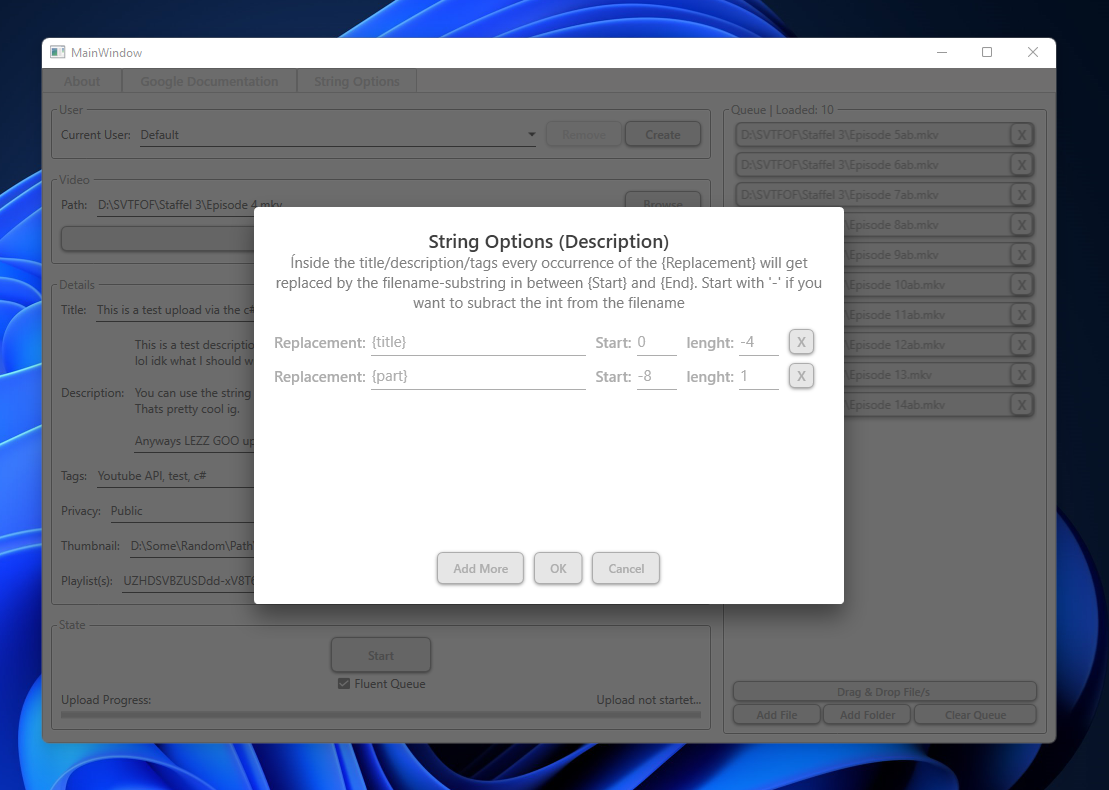 MainWindow
About
Google Documentation
String Options
User
Current User:
Default
Remove
Create
Video
Path:
D:\SVTFOF\Staffel 3\Episode 4.mkv
Browse
Details
Title:
This is a test upload via the c#
This is a test descriptio
lol idk what I should w
Description:
You can use the string
Thats pretty cool ig.
Anyways LEZZ GOO up
Tags:
Youtube API, test, c#
Privacy:
Public
Thumbnail:
D:\Some\Random\Path\
Playlist(s):
UZHDSVBZUSDdd-xV8T6
State
Start
Fluent Queue
Upload Progress:
Upload not startet...
Queue | Loaded: 10
D:\SVTFOF\Staffel 3\Episode 5ab.mkv
X
D:\SVTFOF\Staffel 3\Episode 6ab.mkv
X
D:\SVTFOF\Staffel 3\Episode 7ab.mkv
X
\Episode 8ab.mkv
X
\Episode 9ab.mkv
X
\Episode 10ab.mkv
X
\Episode 11ab.mkv
X
\Episode 12ab.mkv
X
\Episode 13.mkv
X
\Episode 14ab.mkv
X
Drag & Drop File/s
Add File
Add Folder
Clear Queue
String Options (Description)
Ínside the title/description/tags every occurrence of the {Replacement} will get
replaced by the filename-substring in between {Start} and {End}. Start with '-' if you
want to subract the int from the filename
Replacement: {title} Start: 0 lenght: -4 X
Replacement: {part} Start: -8 lenght: 1 X
Add More
OK
Cancel